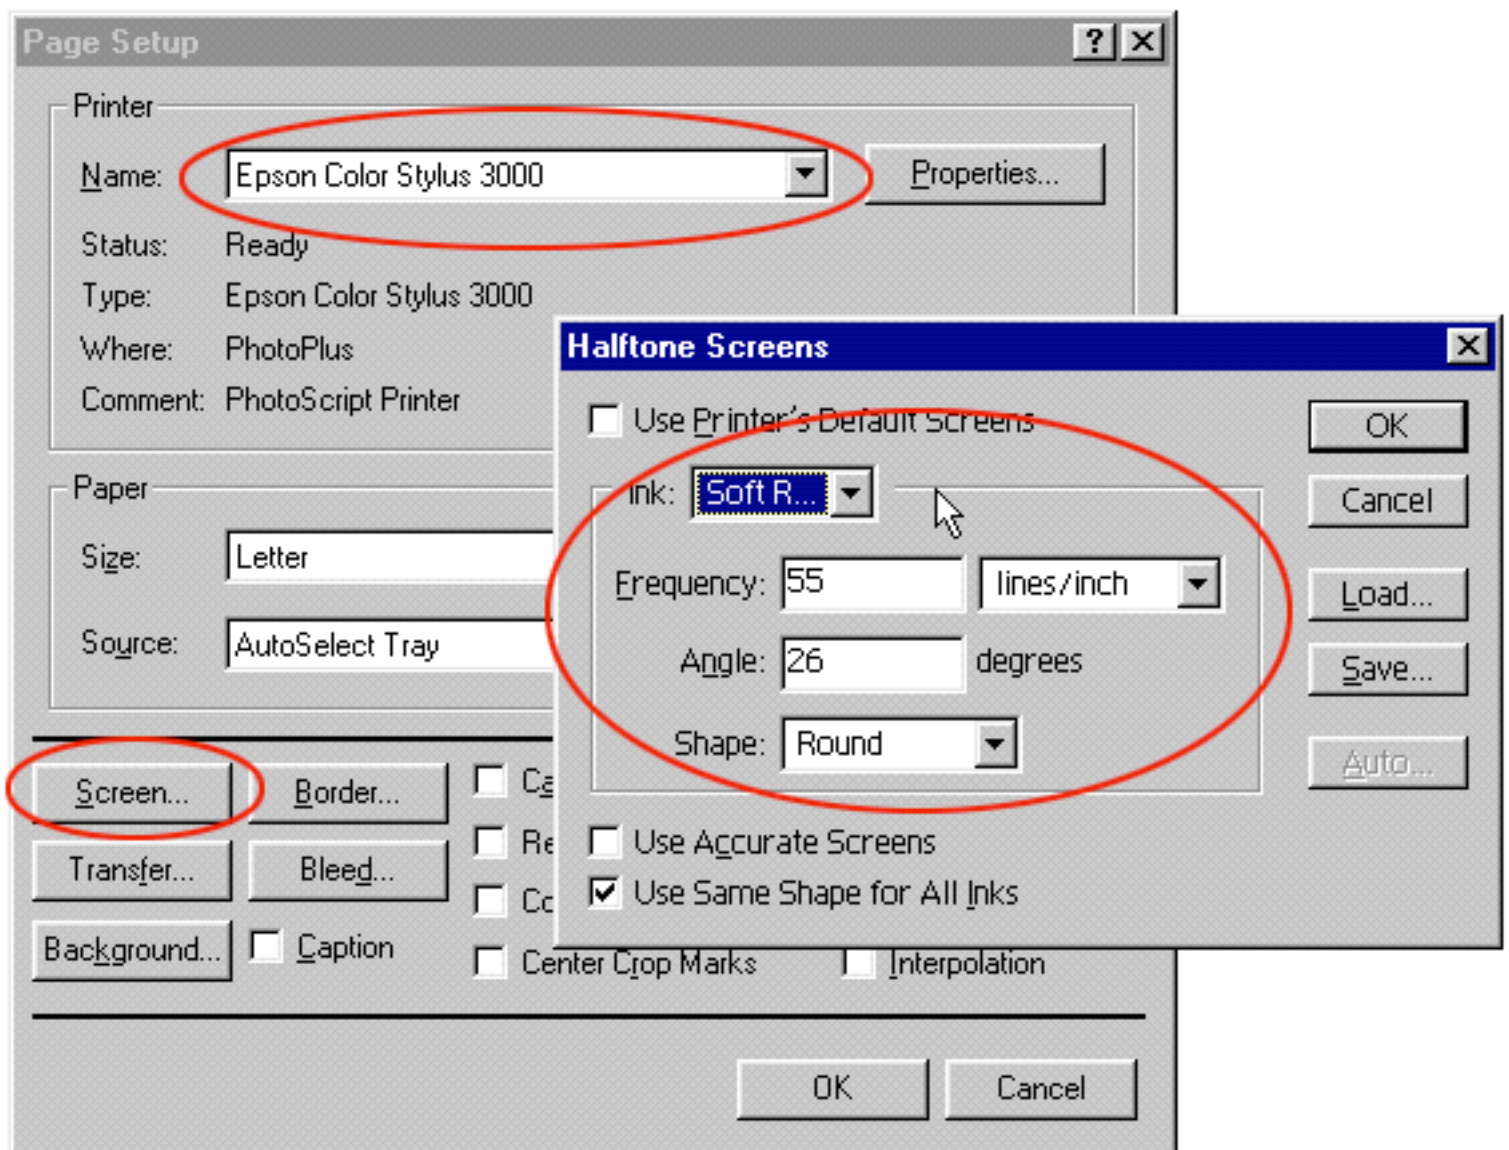 Page Setup
Printer
Name: Epson Color Stylus 3000 Properties...
Status: Ready
Type: Epson Color Stylus 3000
Where: PhotoPlus
Comment: PhotoScript Printer
Paper
Size: Letter
Source: AutoSelect Tray
Screen... Border...
Transfer... Bleed...
Background... Caption
Center Crop Marks Interpolation
OK Cancel
Halftone Screens
Use Printer's Default Screens OK
Ink: Soft R... Cancel
Frequency: 55 lines/inch Load...
Angle: 26 degrees Save...
Shape: Round Auto...
Use Accurate Screens
Use Same Shape for All Inks